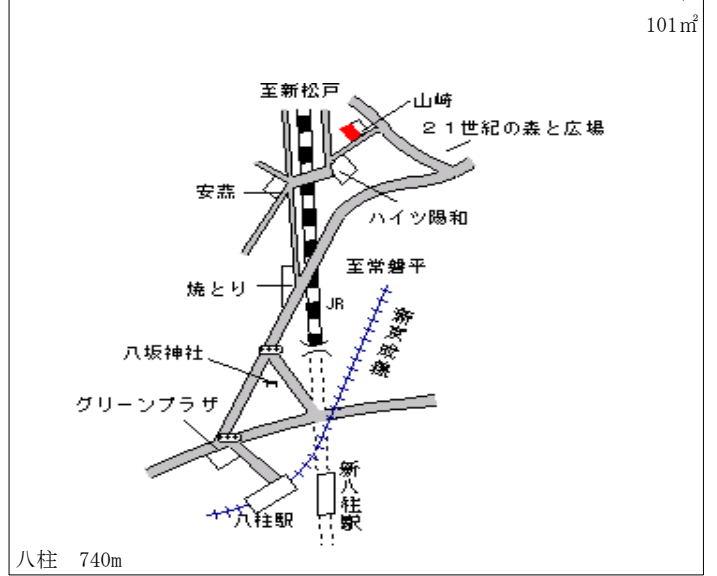 101㎡
至新松戸
山崎
21世紀の森と広場
安燕
ハイツ陽和
至常磐平
焼とり
JR
新京成線
八坂神社
グリーンプラザ
新八柱駅
八柱駅
八柱 740m